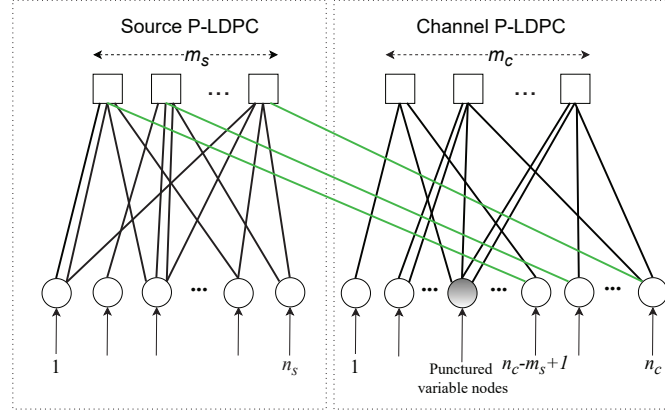 Source P-LDPC
Channel P-LDPC
m_s
m_c
...
...
...
...
...
...
...
1
n_s
1
Punctured
variable nodes
n_c-m_s+1
n_c